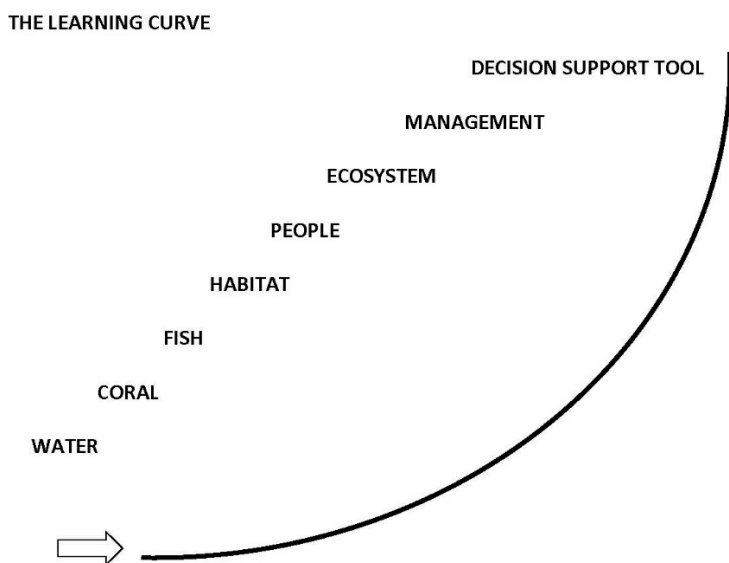 THE LEARNING CURVE
DECISION SUPPORT TOOL
MANAGEMENT
ECOSYSTEM
PEOPLE
HABITAT
FISH
CORAL
WATER